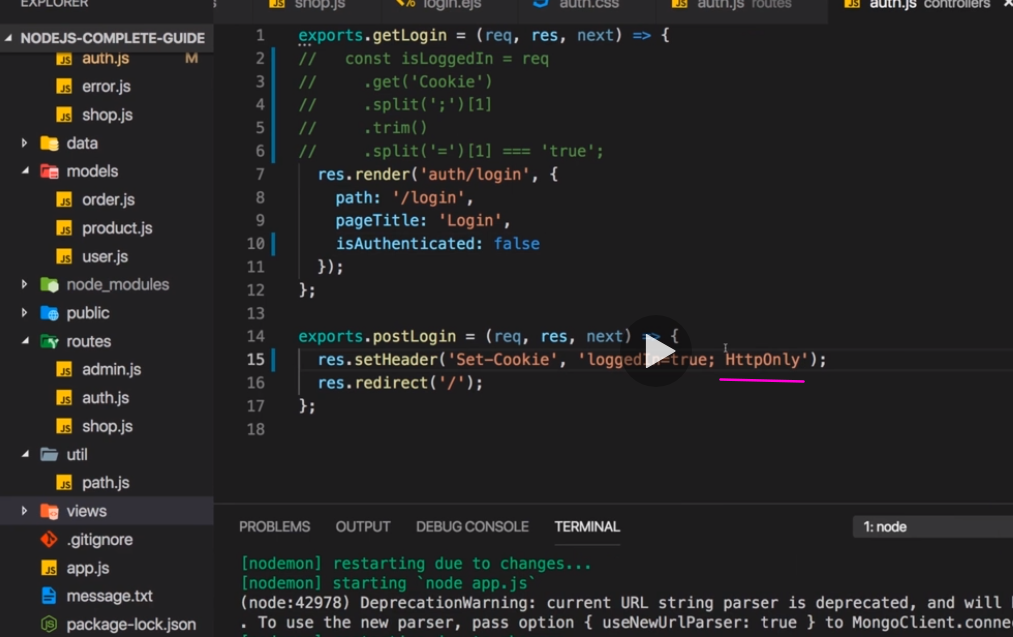 EXPLORER
shop.js
login.ejs
auth.css
auth.js routes
auth.js controllers
NODEJS-COMPLETE-GUIDE
auth.js M
error.js
shop.js
data
models
order.js
product.js
user.js
node_modules
public
routes
admin.js
auth.js
shop.js
util
path.js
views
.gitignore
app.js
message.txt
package-lock.json
1 exports.getLogin = (req, res, next) => {
2 //   const isLoggedIn = req
3 //     .get('Cookie')
4 //     .split(';')[1]
5 //     .trim()
6 //     .split('=')[1] === 'true';
7   res.render('auth/login', {
8     path: '/login',
9     pageTitle: 'Login',
10     isAuthenticated: false
11   });
12 };
13
14 exports.postLogin = (req, res, next) => {
15   res.setHeader('Set-Cookie', 'loggedIn=true; HttpOnly');
16   res.redirect('/');
17 };
18
PROBLEMS OUTPUT DEBUG CONSOLE TERMINAL 1: node
[nodemon] restarting due to changes...
[nodemon] starting `node app.js`
(node:42978) DeprecationWarning: current URL string parser is deprecated, and will
. To use the new parser, pass option { useNewUrlParser: true } to MongoClient.conne